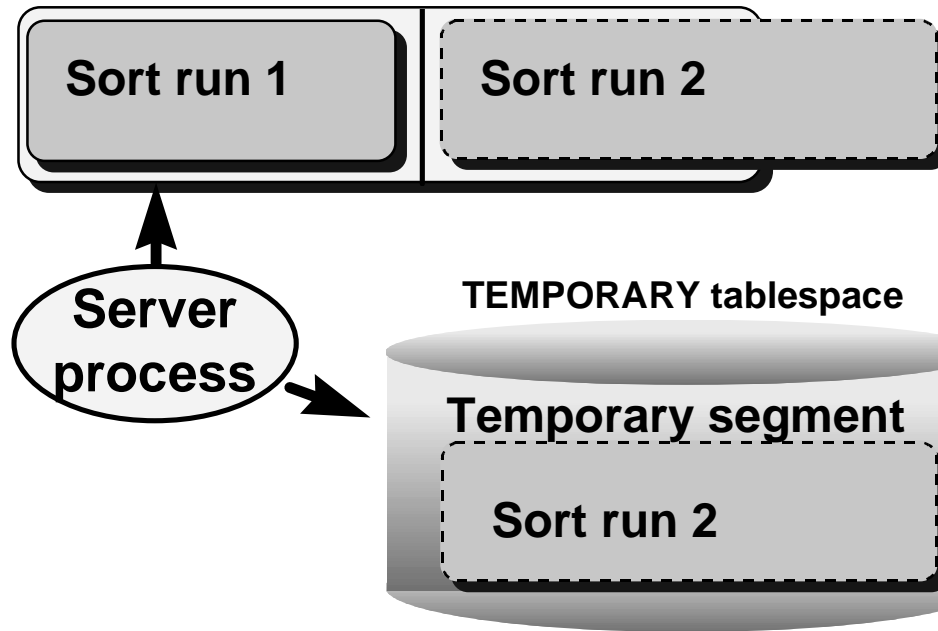 Sort run 1
Sort run 2
Server
process
TEMPORARY tablespace
Temporary segment
Sort run 2